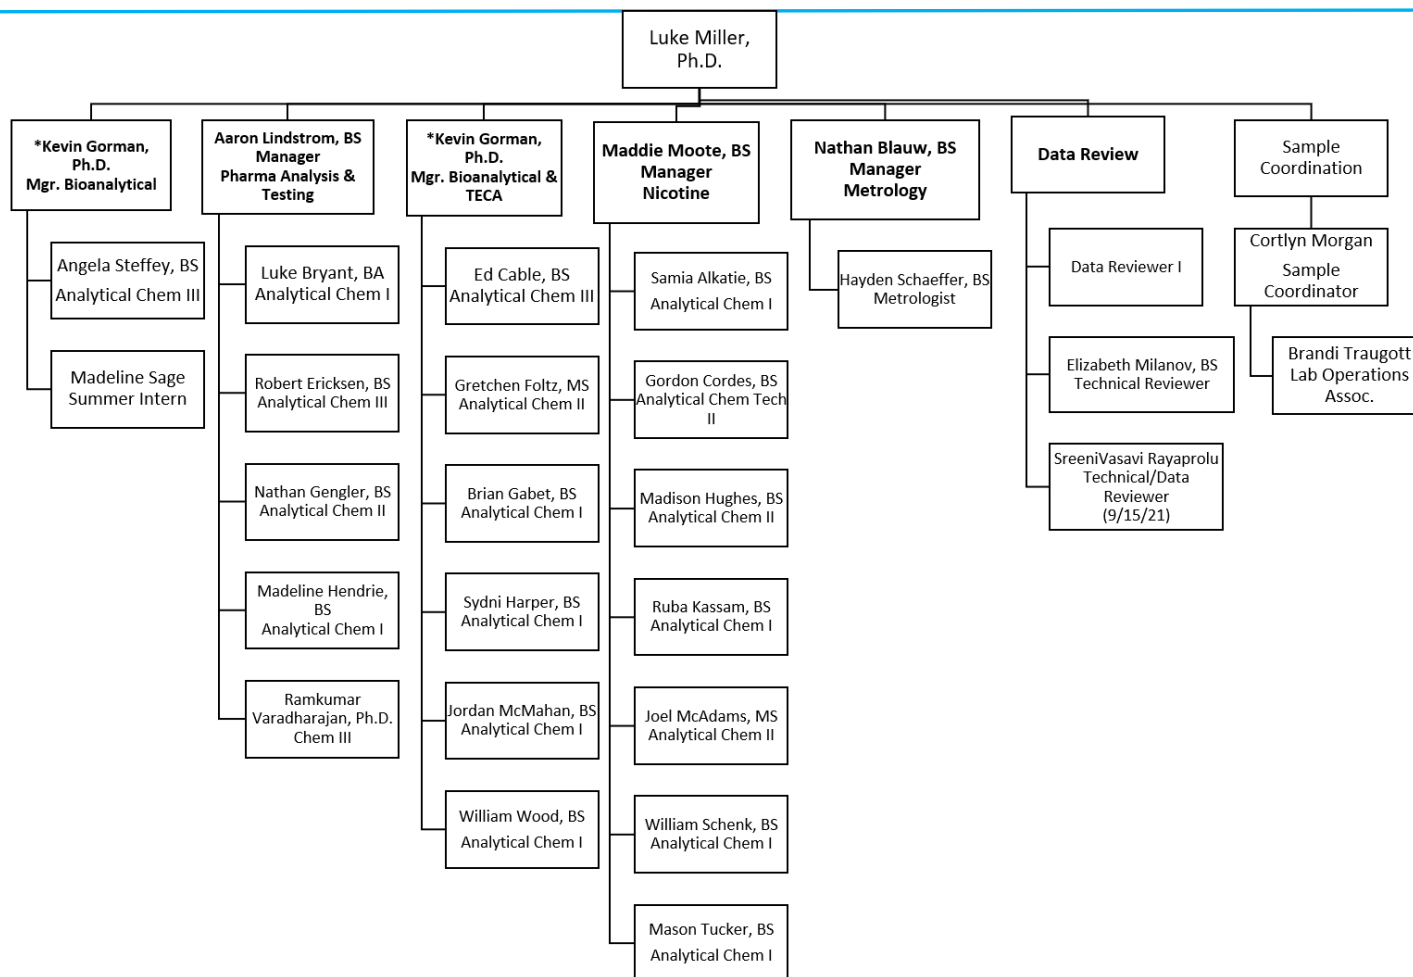 Luke Miller,
Ph.D.
*Kevin Gorman,
Ph.D.
Mgr. Bioanalytical
Angela Steffey, BS
Analytical Chem III
Madeline Sage
Summer Intern
Aaron Lindstrom, BS
Manager
Pharma Analysis &
Testing
Luke Bryant, BA
Analytical Chem I
Robert Ericksen, BS
Analytical Chem III
Nathan Gengler, BS
Analytical Chem II
Madeline Hendrie,
BS
Analytical Chem I
Ramkumar
Varadharajan, Ph.D.
Chem III
*Kevin Gorman,
Ph.D.
Mgr. Bioanalytical &
TECA
Ed Cable, BS
Analytical Chem III
Gretchen Foltz, MS
Analytical Chem II
Brian Gabet, BS
Analytical Chem I
Sydni Harper, BS
Analytical Chem I
Jordan McMahan, BS
Analytical Chem I
William Wood, BS
Analytical Chem I
Maddie Moote, BS
Manager
Nicotine
Samia Alkatie, BS
Analytical Chem I
Gordon Cordes, BS
Analytical Chem Tech
II
Madison Hughes, BS
Analytical Chem II
Ruba Kassam, BS
Analytical Chem I
Joel McAdams, MS
Analytical Chem II
William Schenk, BS
Analytical Chem I
Mason Tucker, BS
Analytical Chem I
Nathan Blauw, BS
Manager
Metrology
Hayden Schaeffer, BS
Metrologist
Data Review
Data Reviewer I
Elizabeth Milanov, BS
Technical Reviewer
SreeniVasavi Rayaprolu
Technical/Data
Reviewer
(9/15/21)
Sample
Coordination
Cortlyn Morgan
Sample
Coordinator
Brandi Traugott
Lab Operations
Assoc.